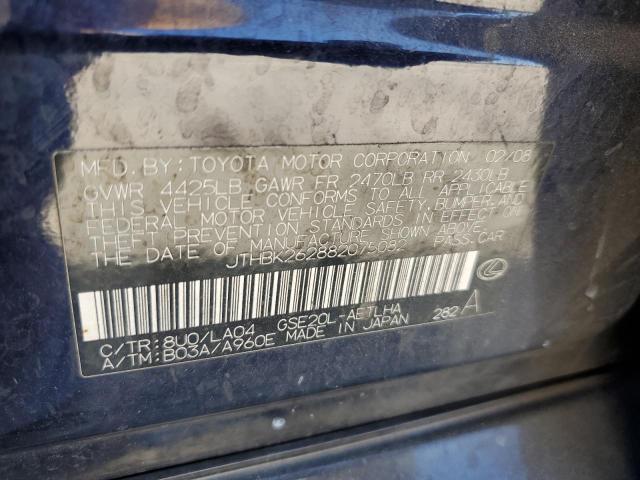 MFD. BY: TOYOTA MOTOR CORPORATION 02/08
GVWR 4425LB GAWR FR 2470LB RR 2430LB
THIS VEHICLE CONFORMS TO ALL APPLICABLE
FEDERAL MOTOR VEHICLE SAFETY, BUMPER, AND
THEFT PREVENTION STANDARDS IN EFFECT ON
THE DATE OF MANUFACTURE SHOWN ABOVE.
JTHBK262882075082 PASS.CAR
C/TR: 8U0/LA04 GSE20L-AETLHA 282A
A/TM: B03A/A960E MADE IN JAPAN